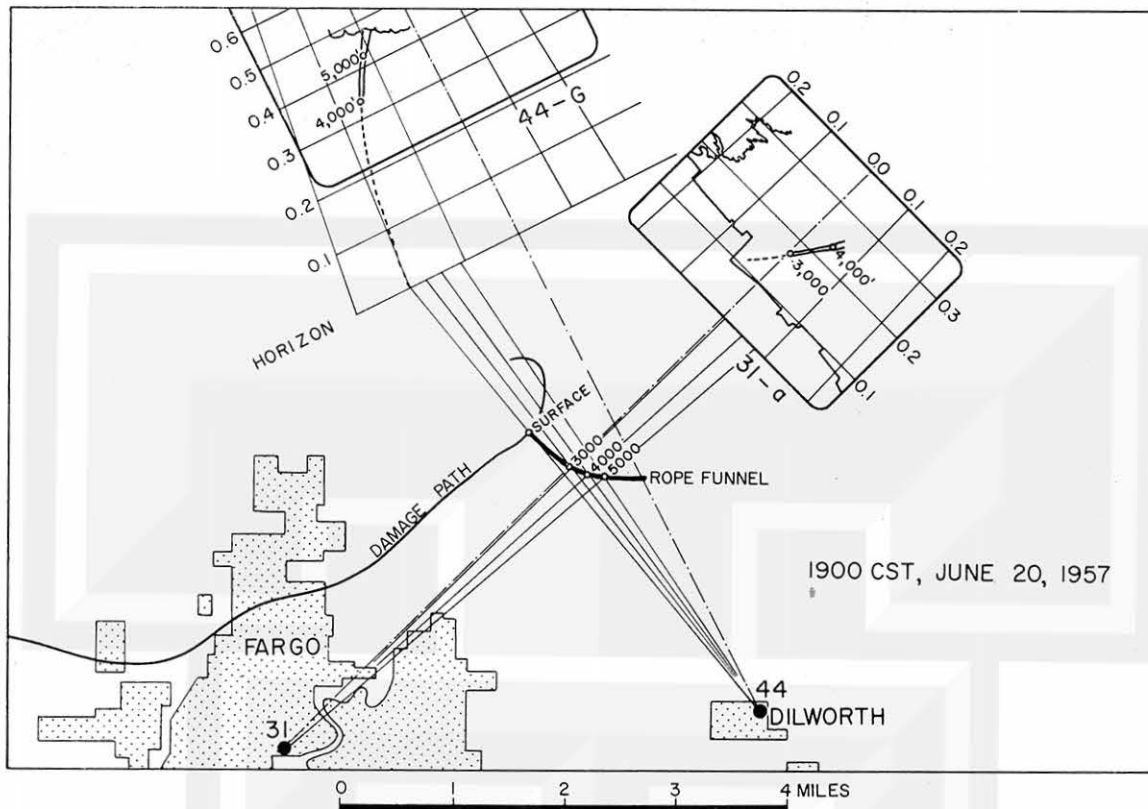 0.6
0.5
0.4
0.3
0.2
0.1
5,000'
4,000'
44-G
HORIZON
0.2
0.1
0.0
0.1
0.2
0.3
0.2
0.1
4,000'
3,000
31-a
SURFACE
3000
4000
5000
ROPE FUNNEL
DAMAGE PATH
1900 CST, JUNE 20, 1957
FARGO
31
44
DILWORTH
0 2 3 4 MILES